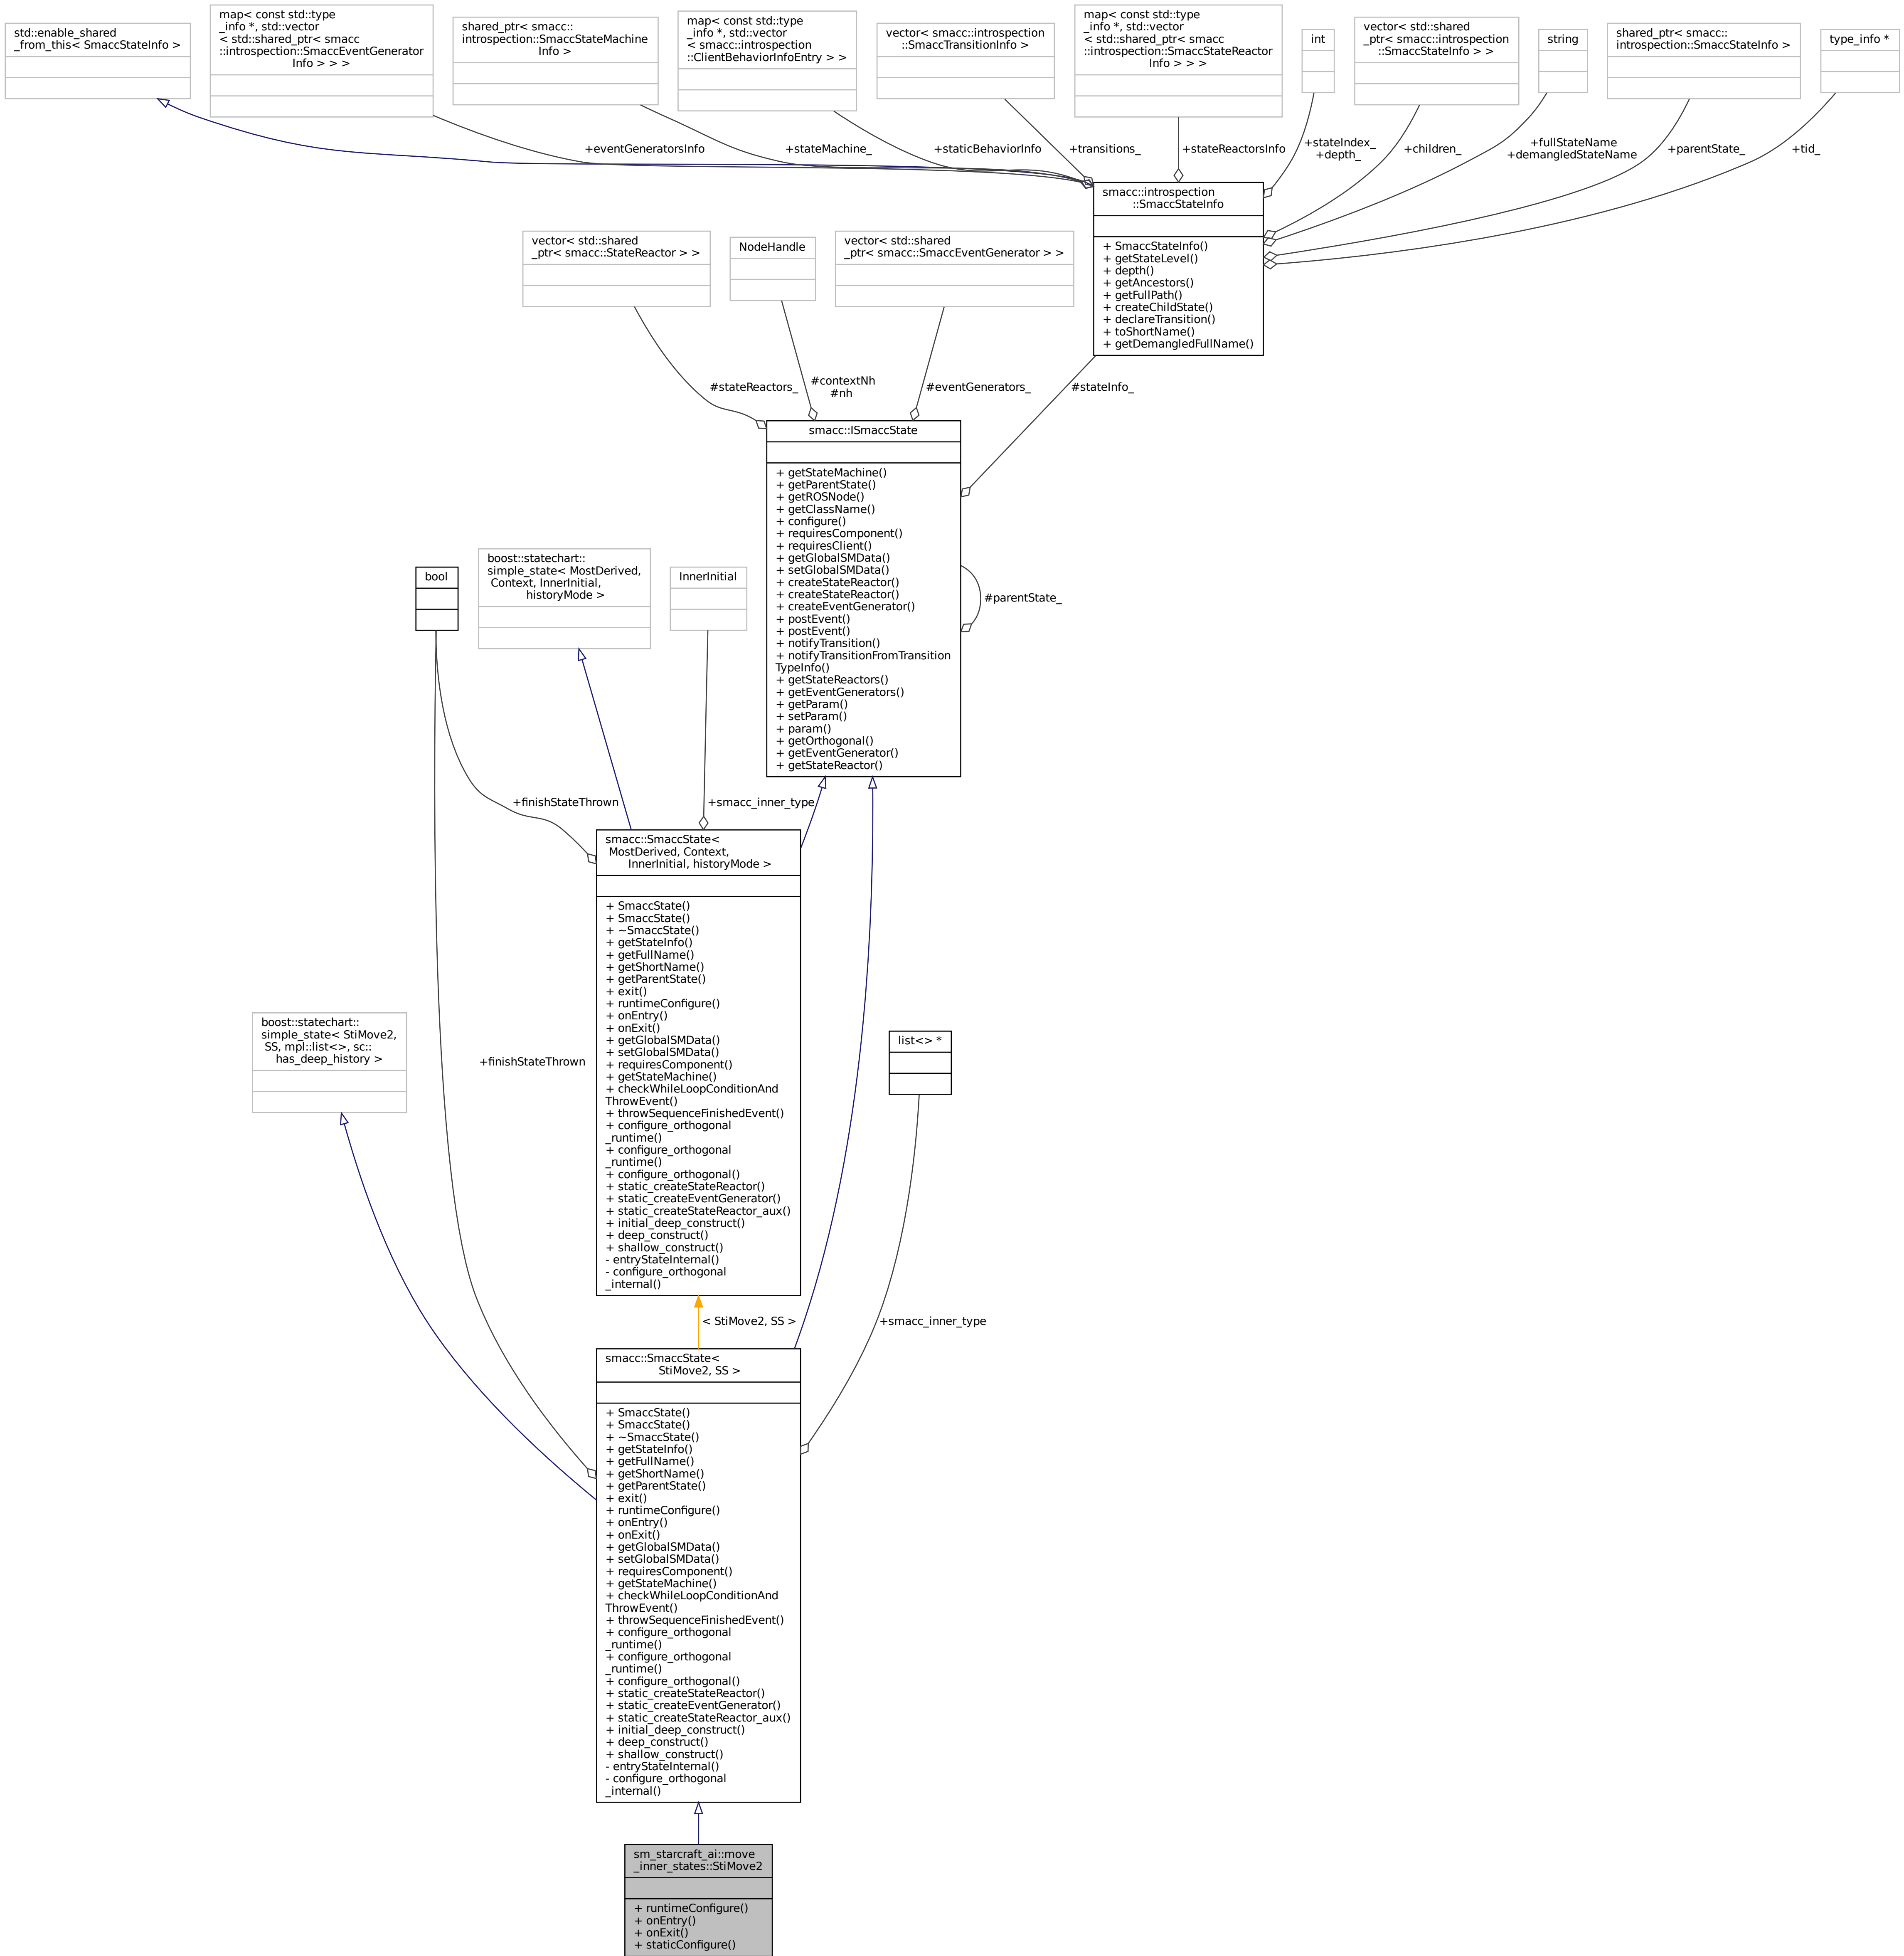 std::enable_shared
_from_this< SmaccStateInfo >
map< const std::type
_info *, std::vector
< std::shared_ptr< smacc
::introspection::SmaccEventGenerator
Info > > >
shared_ptr< smacc::
introspection::SmaccStateMachine
Info >
map< const std::type
_info *, std::vector
< smacc::introspection
::ClientBehaviorInfoEntry > >
vector< smacc::introspection
::SmaccTransitionInfo >
map< const std::type
_info *, std::vector
< std::shared_ptr< smacc
::introspection::SmaccStateReactor
Info > > >
int
vector< std::shared
_ptr< smacc::introspection
::SmaccStateInfo > >
string
shared_ptr< smacc::
introspection::SmaccStateInfo >
type_info *
+eventGeneratorsInfo
+stateMachine_
+staticBehaviorInfo
+transitions_
+stateReactorsInfo
+stateIndex_
+depth_
+children_
+fullStateName
+demangledStateName
+parentState_
+tid_
smacc::introspection
::SmaccStateInfo
+ SmaccStateInfo()
+ getStateLevel()
+ depth()
+ getAncestors()
+ getFullPath()
+ createChildState()
+ declareTransition()
+ toShortName()
+ getDemangledFullName()
vector< std::shared
_ptr< smacc::StateReactor > >
NodeHandle
vector< std::shared
_ptr< smacc::SmaccEventGenerator > >
#stateReactors_
#contextNh
#nh
#eventGenerators_
#stateInfo_
smacc::ISmaccState
+ getStateMachine()
+ getParentState()
+ getROSNode()
+ getClassName()
+ configure()
+ requiresComponent()
+ requiresClient()
+ getGlobalSMData()
+ setGlobalSMData()
+ createStateReactor()
+ createStateReactor()
+ createEventGenerator()
+ postEvent()
+ postEvent()
+ notifyTransition()
+ notifyTransitionFromTransition
TypeInfo()
+ getStateReactors()
+ getEventGenerators()
+ getParam()
+ setParam()
+ param()
+ getOrthogonal()
+ getEventGenerator()
+ getStateReactor()
#parentState_
bool
boost::statechart::
simple_state< MostDerived,
Context, InnerInitial,
historyMode >
InnerInitial
+finishStateThrown
+smacc_inner_type
smacc::SmaccState<
MostDerived, Context,
InnerInitial, historyMode >
+ SmaccState()
+ SmaccState()
+ ~SmaccState()
+ getStateInfo()
+ getFullName()
+ getShortName()
+ getParentState()
+ exit()
+ runtimeConfigure()
+ onEntry()
+ onExit()
+ getGlobalSMData()
+ setGlobalSMData()
+ requiresComponent()
+ getStateMachine()
+ checkWhileLoopConditionAnd
ThrowEvent()
+ throwSequenceFinishedEvent()
+ configure_orthogonal
_runtime()
+ configure_orthogonal
_runtime()
+ configure_orthogonal()
+ static_createStateReactor()
+ static_createEventGenerator()
+ static_createStateReactor_aux()
+ initial_deep_construct()
+ deep_construct()
+ shallow_construct()
- entryStateInternal()
- configure_orthogonal
_internal()
boost::statechart::
simple_state< StiMove2,
SS, mpl::list<>, sc::
has_deep_history >
+finishStateThrown
list<> *
< StiMove2, SS >
+smacc_inner_type
smacc::SmaccState<
StiMove2, SS >
+ SmaccState()
+ SmaccState()
+ ~SmaccState()
+ getStateInfo()
+ getFullName()
+ getShortName()
+ getParentState()
+ exit()
+ runtimeConfigure()
+ onEntry()
+ onExit()
+ getGlobalSMData()
+ setGlobalSMData()
+ requiresComponent()
+ getStateMachine()
+ checkWhileLoopConditionAnd
ThrowEvent()
+ throwSequenceFinishedEvent()
+ configure_orthogonal
_runtime()
+ configure_orthogonal
_runtime()
+ configure_orthogonal()
+ static_createStateReactor()
+ static_createEventGenerator()
+ static_createStateReactor_aux()
+ initial_deep_construct()
+ deep_construct()
+ shallow_construct()
- entryStateInternal()
- configure_orthogonal
_internal()
sm_starcraft_ai::move
_inner_states::StiMove2
+ runtimeConfigure()
+ onEntry()
+ onExit()
+ staticConfigure()